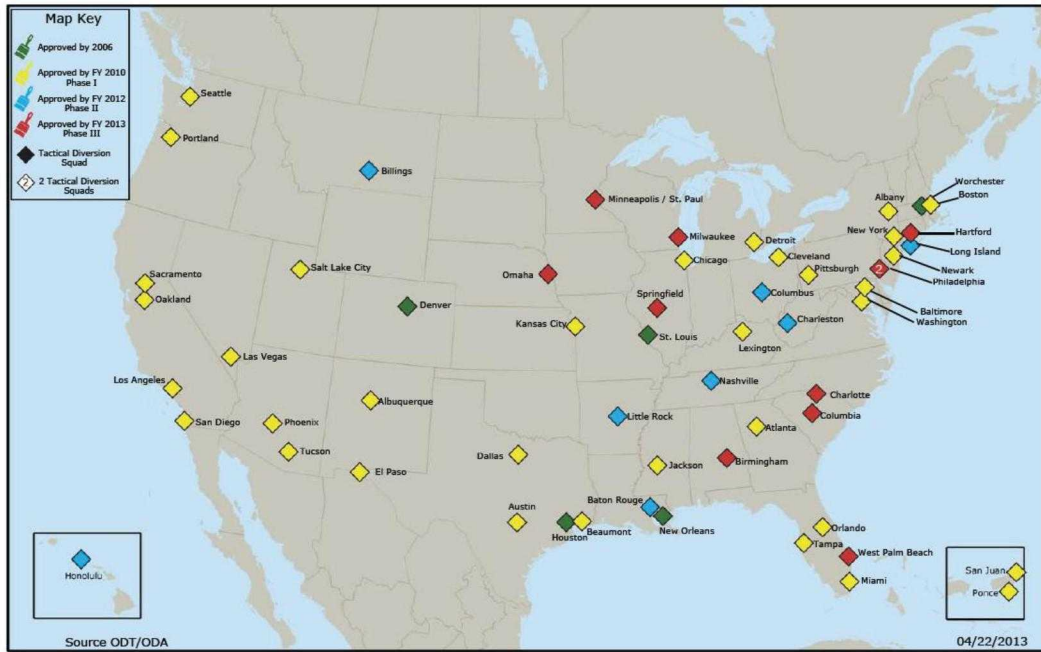 Map Key
Approved by 2006
Approved by FY 2010
Phase I
Approved by FY 2012
Phase II
Approved by FY 2013
Phase III
Tactical Diversion
Squad
2
2 Tactical Diversion
Squads
Seattle
Portland
Billings
Minneapolis / St. Paul
Milwaukee
Chicago
Detroit
Cleveland
Pittsburgh
Albany
Worchester
Boston
New York
Hartford
Long Island
Newark
2
Philadelphia
Baltimore
Washington
Sacramento
Oakland
Salt Lake City
Denver
Omaha
Kansas City
Springfield
St. Louis
Columbus
Charleston
Lexington
Las Vegas
Los Angeles
San Diego
Phoenix
Tucson
Albuquerque
El Paso
Nashville
Little Rock
Charlotte
Columbia
Atlanta
Birmingham
Dallas
Jackson
Austin
Houston
Beaumont
Baton Rouge
New Orleans
Orlando
Tampa
West Palm Beach
Miami
Honolulu
San Juan
Ponce
Source ODT/ODA
04/22/2013